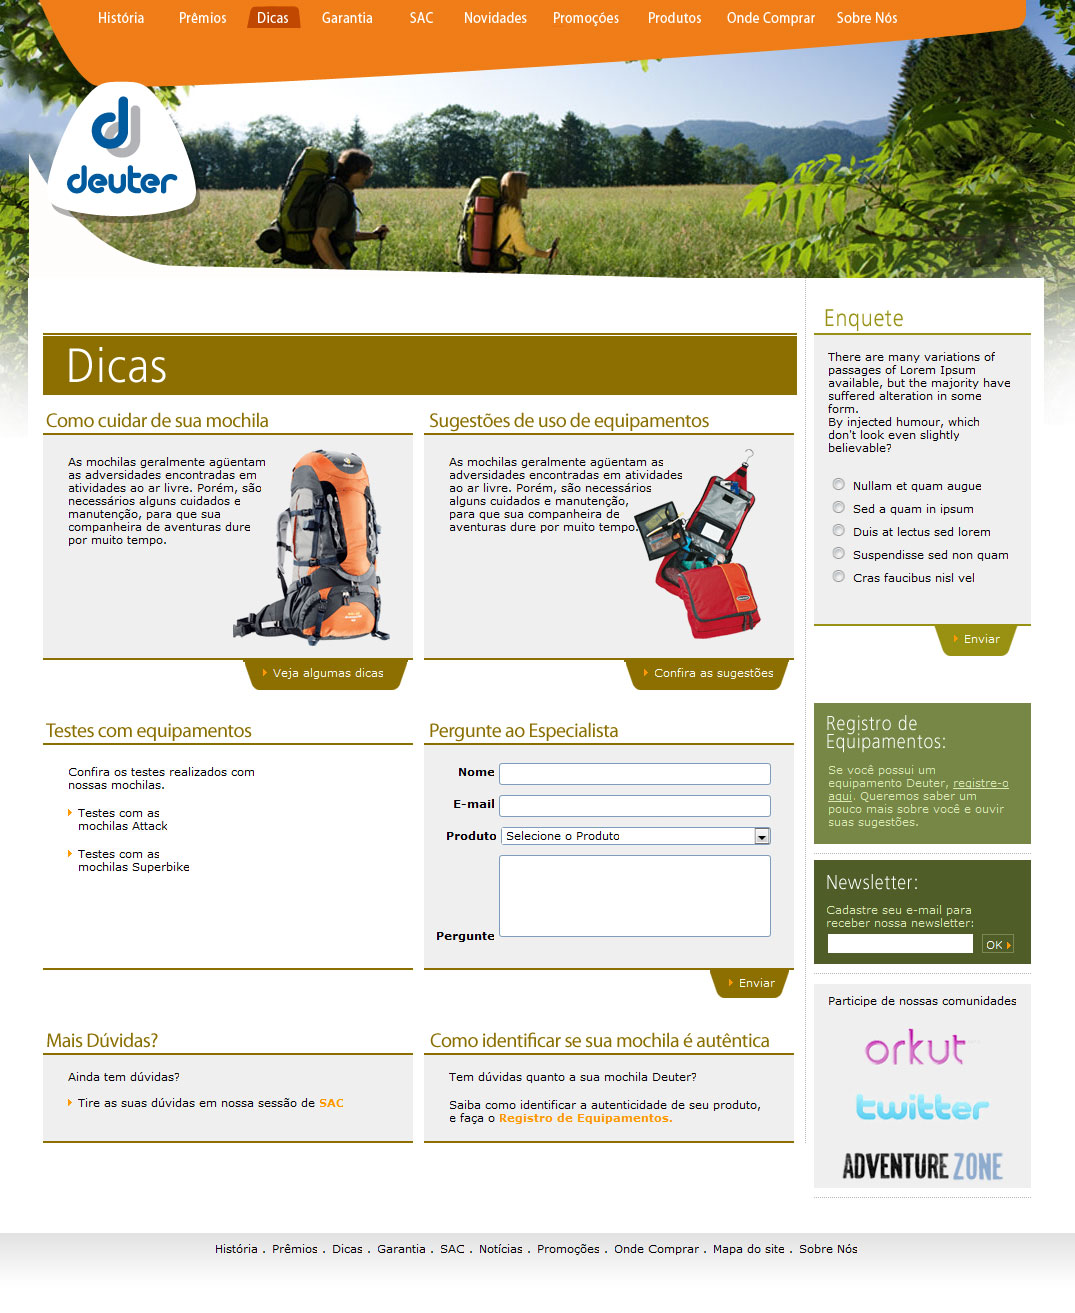 História Prêmios Dicas Garantia SAC Novidades Promoções Produtos Onde Comprar Sobre Nós
deuter
Dicas
Como cuidar de sua mochila
As mochilas geralmente agüentam
as adversidades encontradas em
atividades ao ar livre. Porém, são
necessários alguns cuidados e
manutenção, para que sua
companheira de aventuras dure
por muito tempo.
Veja algumas dicas
Sugestões de uso de equipamentos
As mochilas geralmente agüentam as
adversidades encontradas em atividades
ao ar livre. Porém, são necessários
alguns cuidados e manutenção,
para que sua companheira de
aventuras dure por muito tempo.
Confira as sugestões
Testes com equipamentos
Confira os testes realizados com
nossas mochilas.
Testes com as
mochilas Attack
Testes com as
mochilas Superbike
Pergunte ao Especialista
Nome
E-mail
Produto Selecione o Produto
Pergunte
Enviar
Mais Dúvidas?
Ainda tem dúvidas?
Tire as suas dúvidas em nossa sessão de SAC
Como identificar se sua mochila é autêntica
Tem dúvidas quanto a sua mochila Deuter?
Saiba como identificar a autenticidade de seu produto,
e faça o Registro de Equipamentos.
Enquete
There are many variations of
passages of Lorem Ipsum
available, but the majority have
suffered alteration in some
form.
By injected humour, which
don't look even slightly
believable?
Nullam et quam augue
Sed a quam in ipsum
Duis at lectus sed lorem
Suspendisse sed non quam
Cras faucibus nisl vel
Enviar
Registro de
Equipamentos:
Se você possui um
equipamento Deuter, registre-o
aqui. Queremos saber um
pouco mais sobre você e ouvir
suas sugestões.
Newsletter:
Cadastre seu e-mail para
receber nossa newsletter:
OK
Participe de nossas comunidades
orkut
twitter
ADVENTURE ZONE
História . Prêmios . Dicas . Garantia . SAC . Notícias . Promoções . Onde Comprar . Mapa do site . Sobre Nós